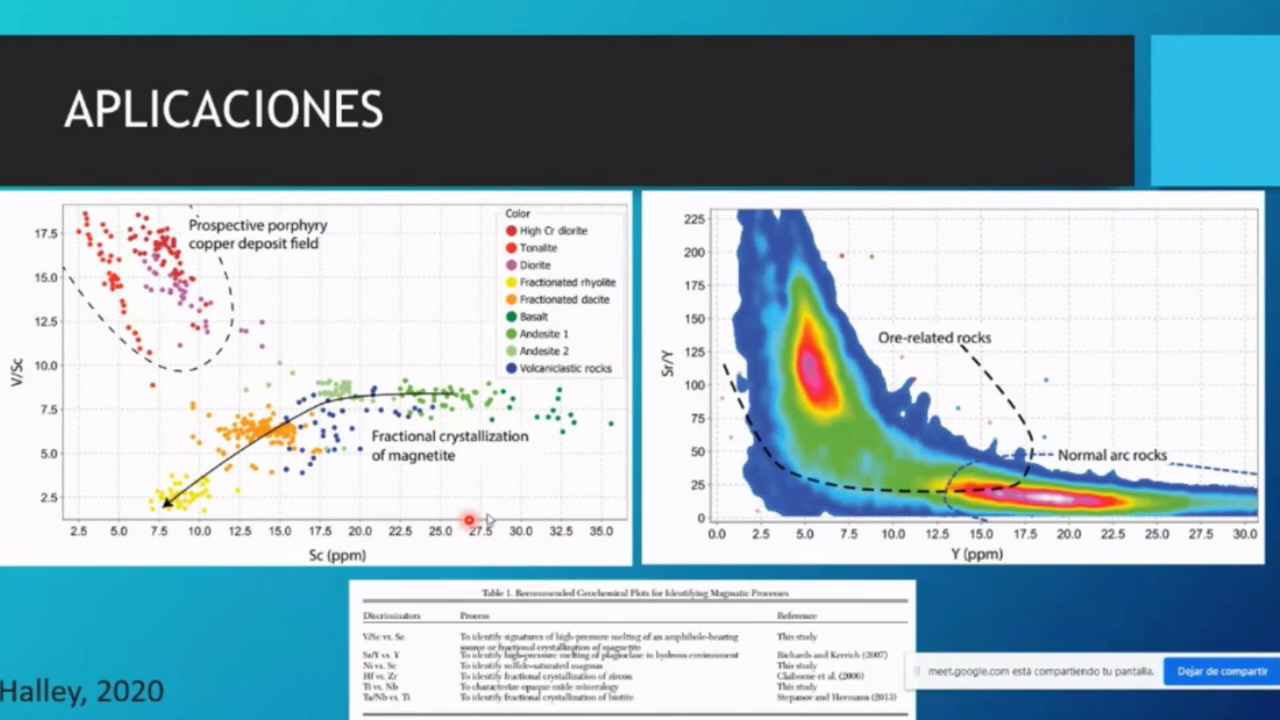 APLICACIONES
Prospective porphyry
copper deposit field
Color
High Cr diorite
Tonalite
Diorite
Fractionated rhyolite
Fractionated dacite
Basalt
Andesite 1
Andesite 2
Volcaniclastic rocks
Fractional crystallization
of magnetite
17.5
15.0
12.5
10.0
7.5
5.0
2.5
V/Sc
2.5 5.0 7.5 10.0 12.5 15.0 17.5 20.0 22.5 25.0 27.5 30.0 32.5 35.0
Sc (ppm)
225
200
175
150
125
100
75
50
25
0
Sr/Y
Ore-related rocks
Normal arc rocks
0.0 2.5 5.0 7.5 10.0 12.5 15.0 17.5 20.0 22.5 25.0 27.5 30.0
Y (ppm)
Table 1. Recommended Geochemical Plots for Identifying Magmatic Processes
Discriminators Process Reference
V/Sc vs. Sc To identify signatures of high-pressure melting of an amphibole-bearing This study
source or fractional crystallization of magnetite
Sr/Y vs. Y To identify high-pressure melting of plagioclase in hydrous environment Richards and Kerrich (2007)
Ni vs. Sc To identify sulfide-saturated magmas This study
Hf vs. Zr To identify fractional crystallization of zircon Claiborne et al. (2006)
Ti vs. Nb To characterize opaque oxide mineralogy This study
Ta/Nb vs. Ti To identify fractional crystallization of biotite Stepanov and Hermann (2013)
meet.google.com está compartiendo tu pantalla.
Dejar de compartir
Halley, 2020